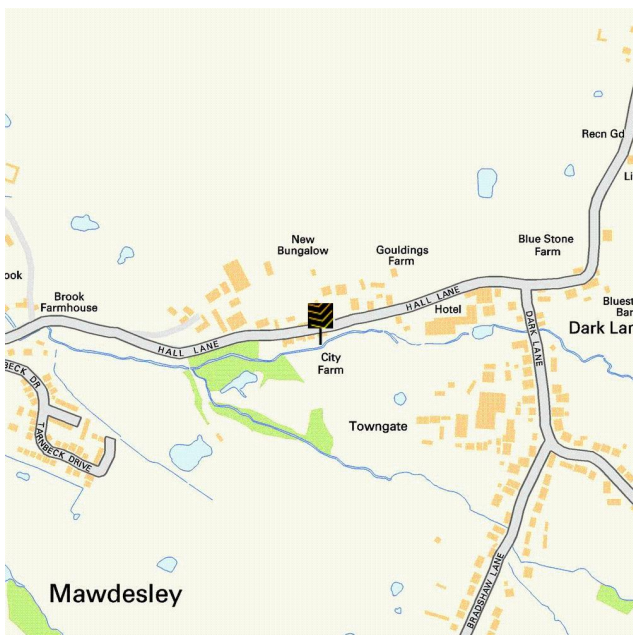 Recn Gd
Li
New
Bungalow
Gouldings
Farm
Blue Stone
Farm
ook
Brook
Farmhouse
HALL LANE
Hotel
Bluest
Bar
Dark Lan
HALL LANE
DARK LANE
City
Farm
BECK DR
TARNBECK DRIVE
Towngate
BRADSHAW LANE
Mawdesley